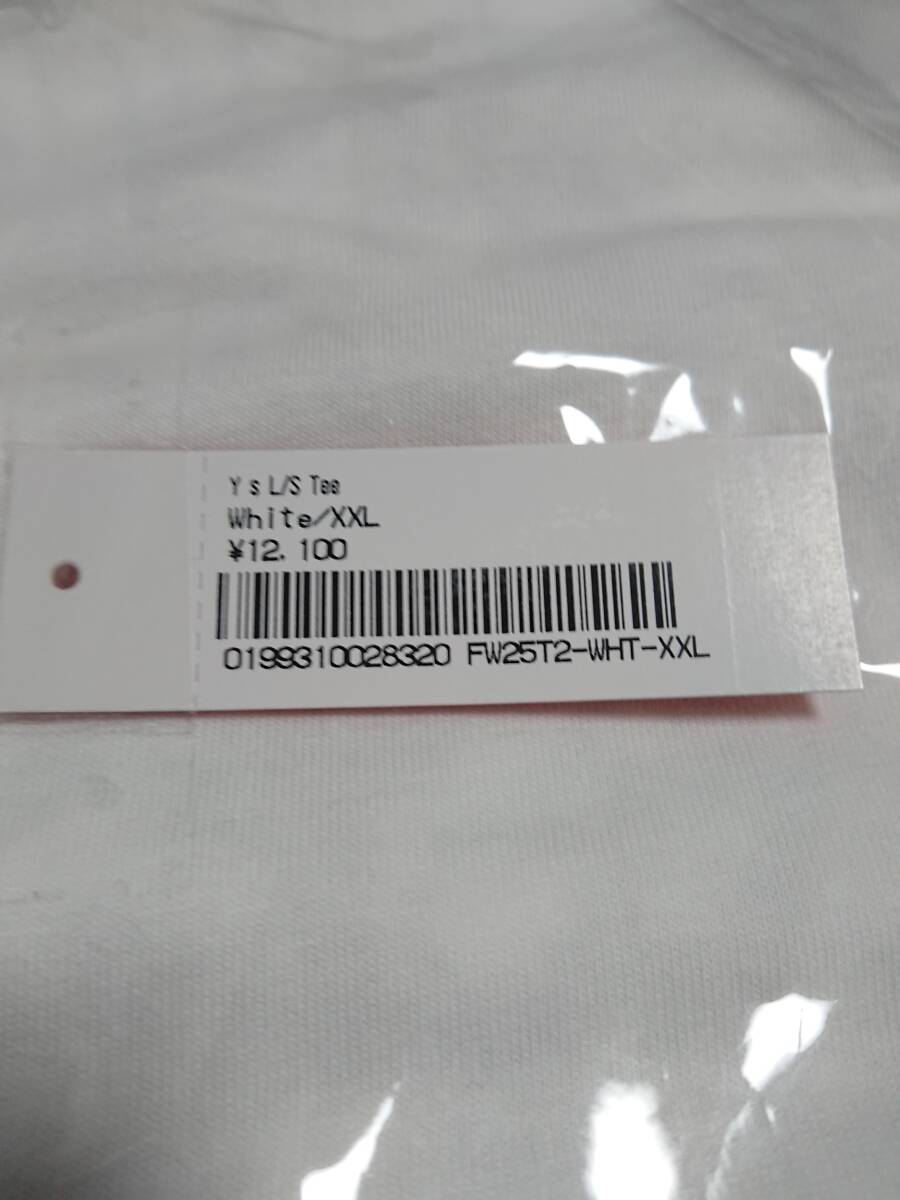 Y s L/S Tee
White/XXL
¥12,100
0199310028320 FW25T2-WHT-XXL